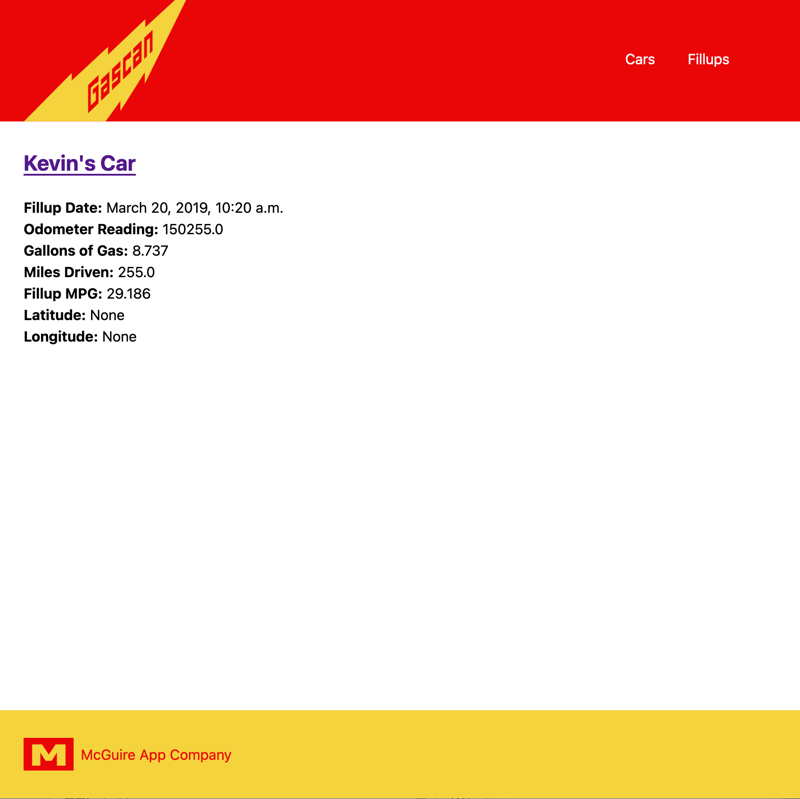 Gascan
Cars
Fillups
Kevin's Car
Fillup Date: March 20, 2019, 10:20 a.m.
Odometer Reading: 150255.0
Gallons of Gas: 8.737
Miles Driven: 255.0
Fillup MPG: 29.186
Latitude: None
Longitude: None
M
McGuire App Company